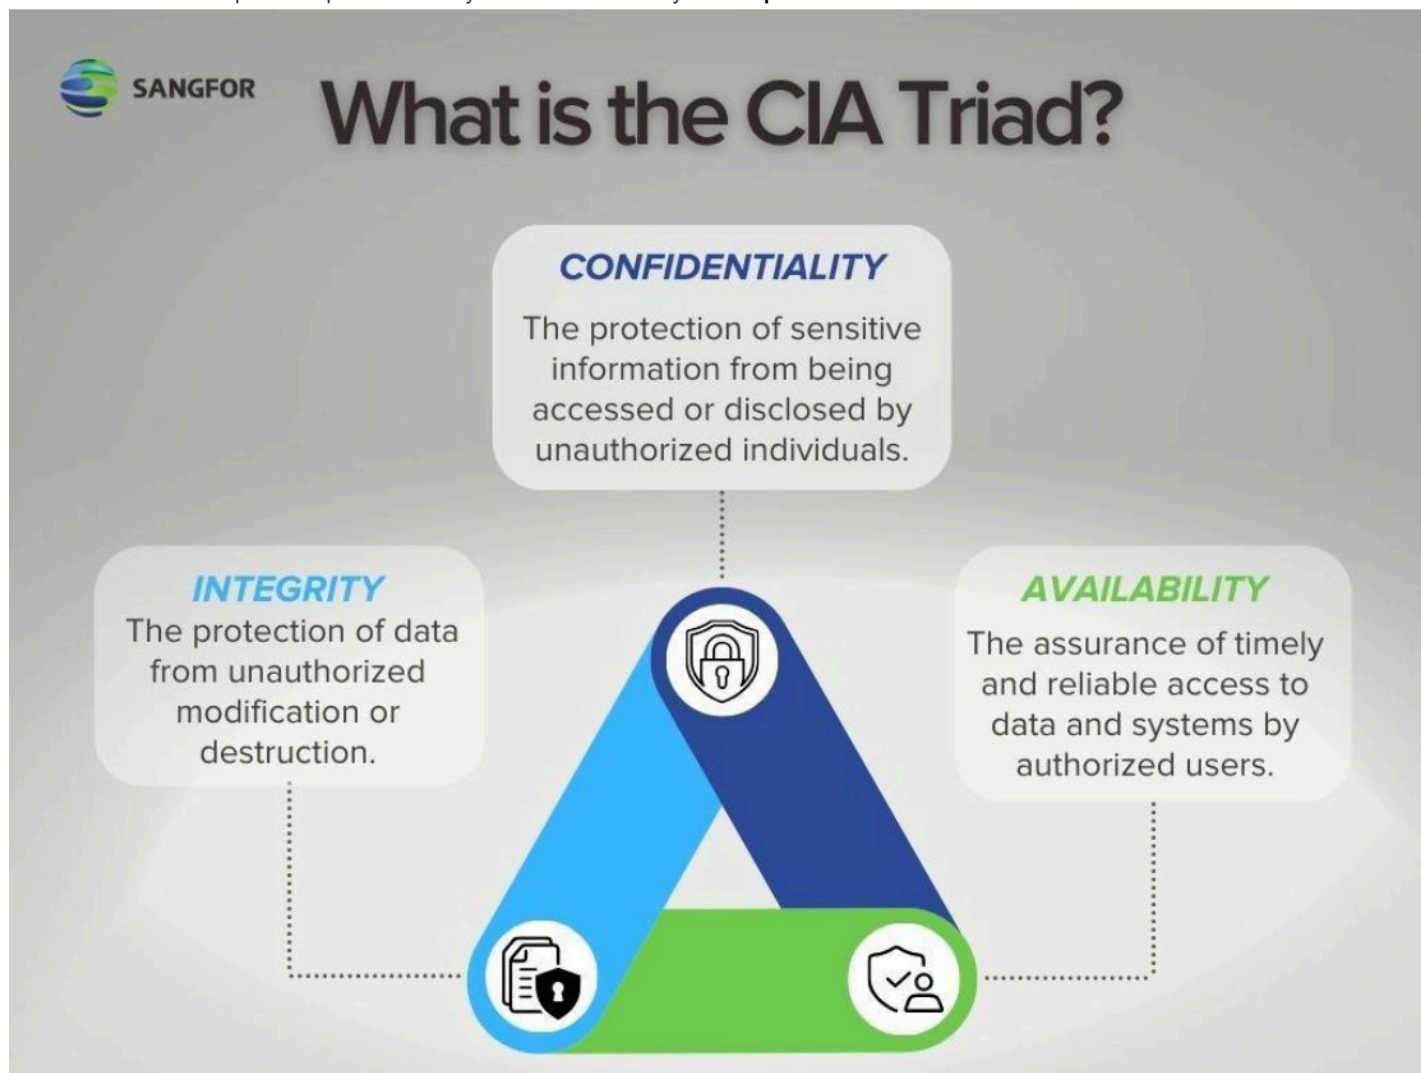 SANGFOR
What is the CIA Triad?
CONFIDENTIALITY
The protection of sensitive
information from being
accessed or disclosed by
unauthorized individuals.
INTEGRITY
The protection of data
from unauthorized
modification or
destruction.
AVAILABILITY
The assurance of timely
and reliable access to
data and systems by
authorized users.